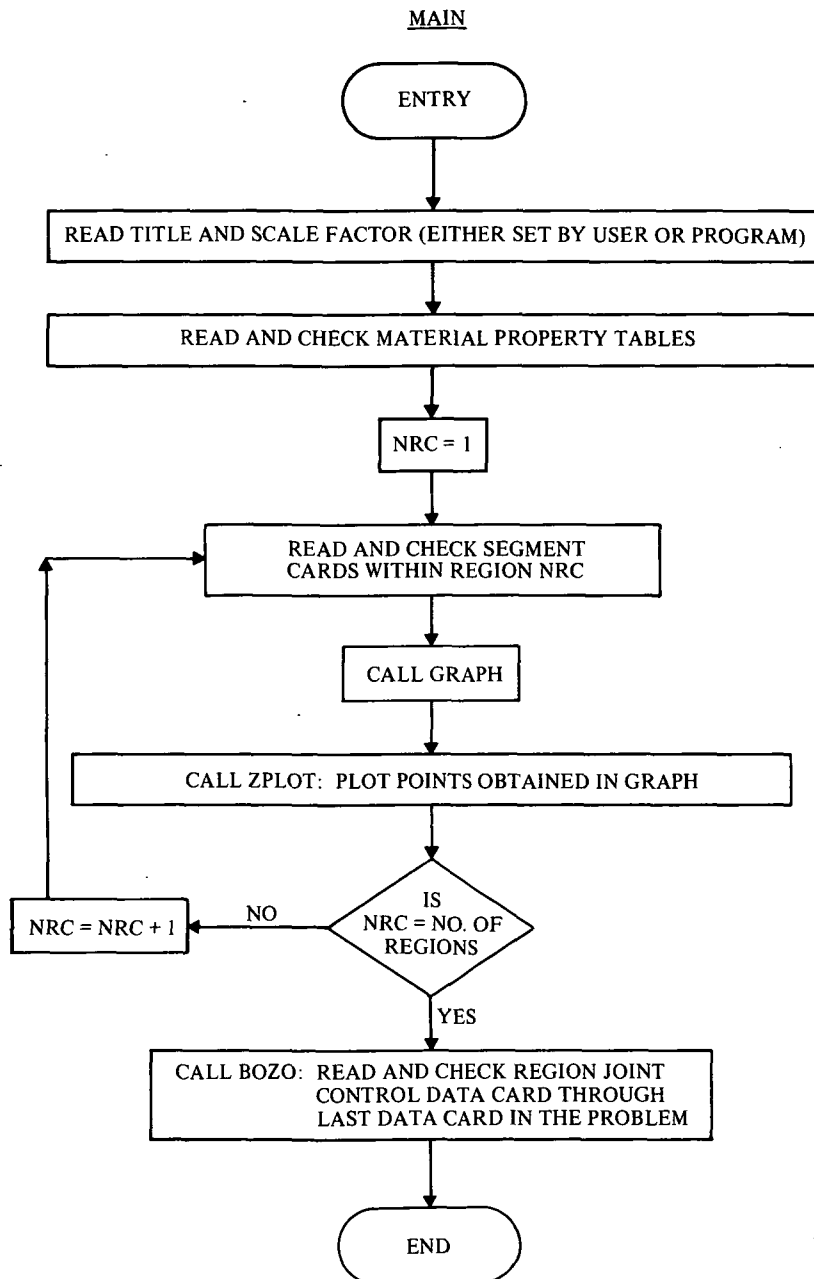 MAIN
ENTRY
READ TITLE AND SCALE FACTOR (EITHER SET BY USER OR PROGRAM)
READ AND CHECK MATERIAL PROPERTY TABLES
NRC = 1
READ AND CHECK SEGMENT
CARDS WITHIN REGION NRC
CALL GRAPH
CALL ZPLOT: PLOT POINTS OBTAINED IN GRAPH
IS
NRC = NO. OF
REGIONS
NO
NRC = NRC + 1
YES
CALL BOZO: READ AND CHECK REGION JOINT
CONTROL DATA CARD THROUGH
LAST DATA CARD IN THE PROBLEM
END